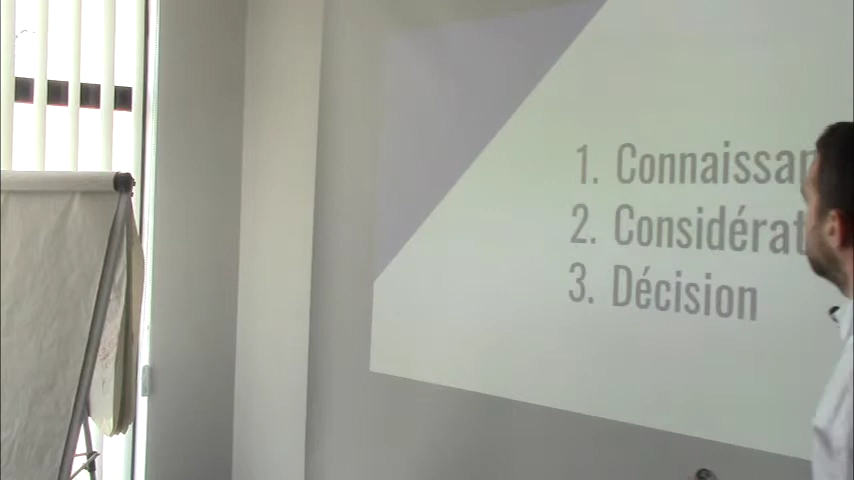 1. Connaissan
2. Considérat
3. Décision